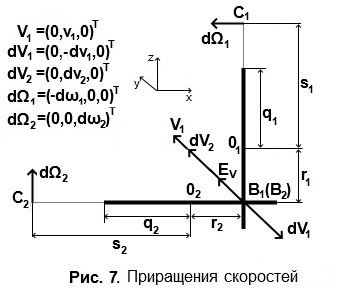 V₁ =(0,v₁,0)ᵀ
dV₁ =(0,-dv₁,0)ᵀ
dV₂ =(0,dv₂,0)ᵀ
dΩ₁=(-dω₁,0,0)ᵀ
dΩ₂=(0,0,dω₂)ᵀ
C₁
dΩ₁
z
y
x
q₁
s₁
V₁
dV₂
0₁
E_V
r₁
dΩ₂
C₂
0₂
B₁(B₂)
q₂
r₂
dV₁
s₂
Рис. 7. Приращения скоростей